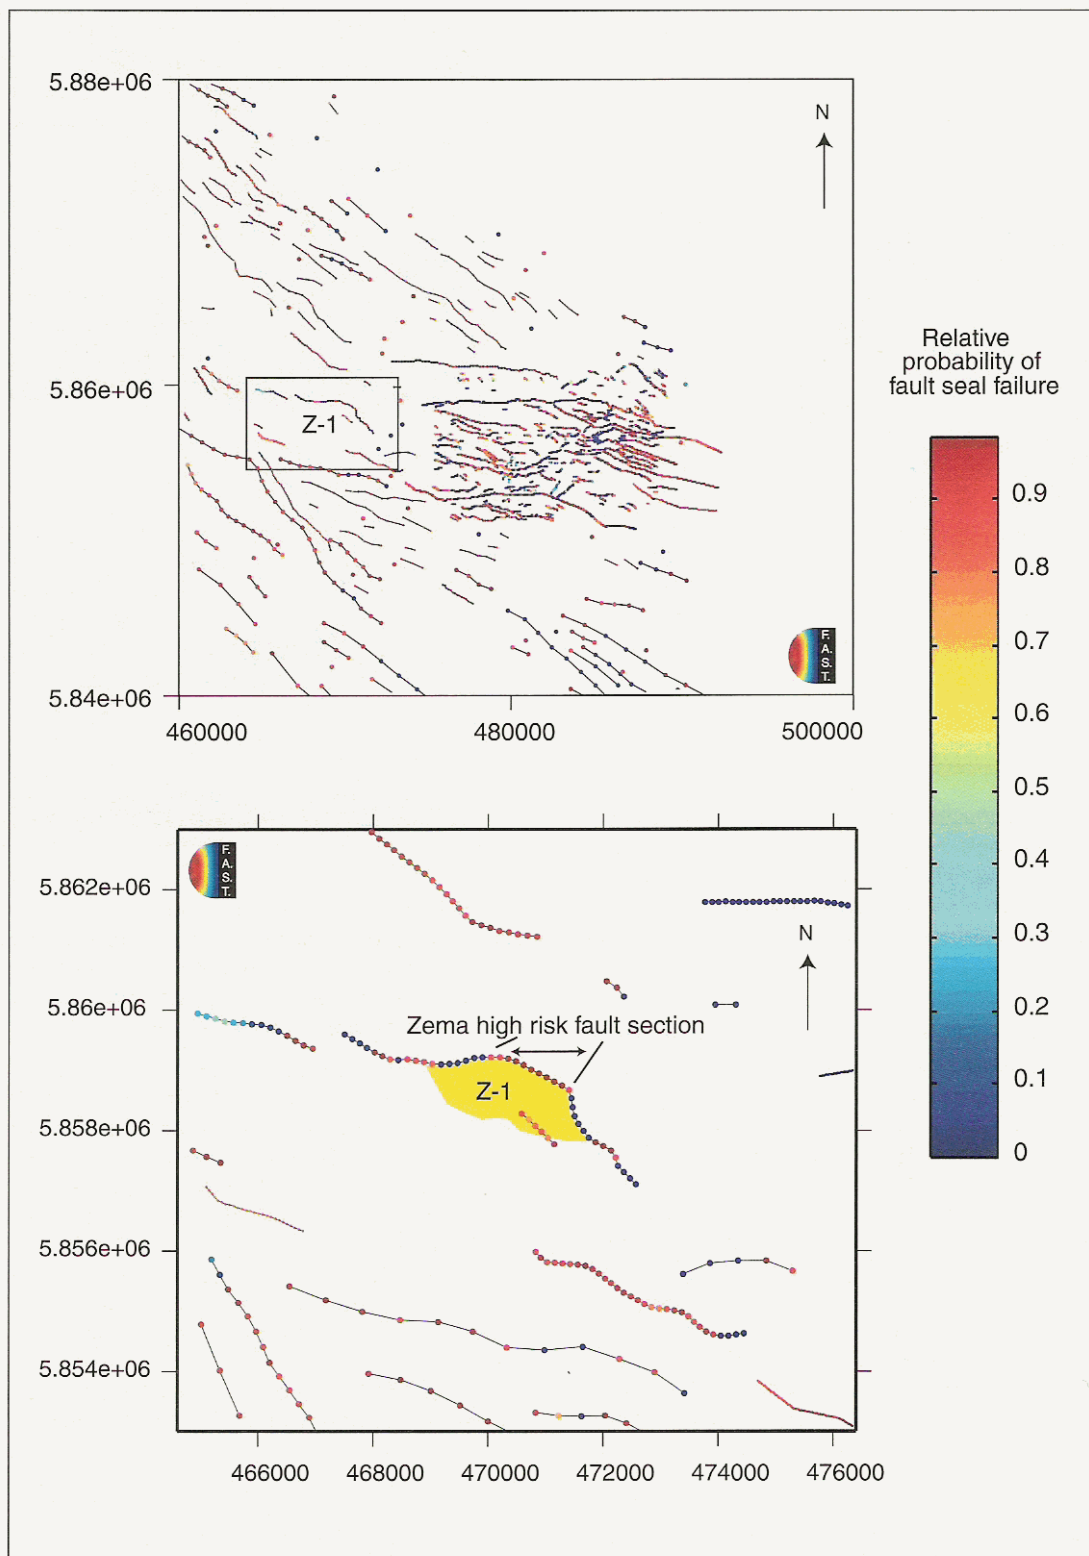 5.88e+06
N
Z-1
5.86e+06
F.
A.
S.
T.
5.84e+06
460000
480000
500000
Relative
probability of
fault seal failure
0.9
0.8
0.7
0.6
0.5
0.4
0.3
0.2
0.1
0
F.
A.
S.
T.
5.862e+06
N
5.86e+06
Zema high risk fault section
Z-1
5.858e+06
5.856e+06
5.854e+06
466000
468000
470000
472000
474000
476000